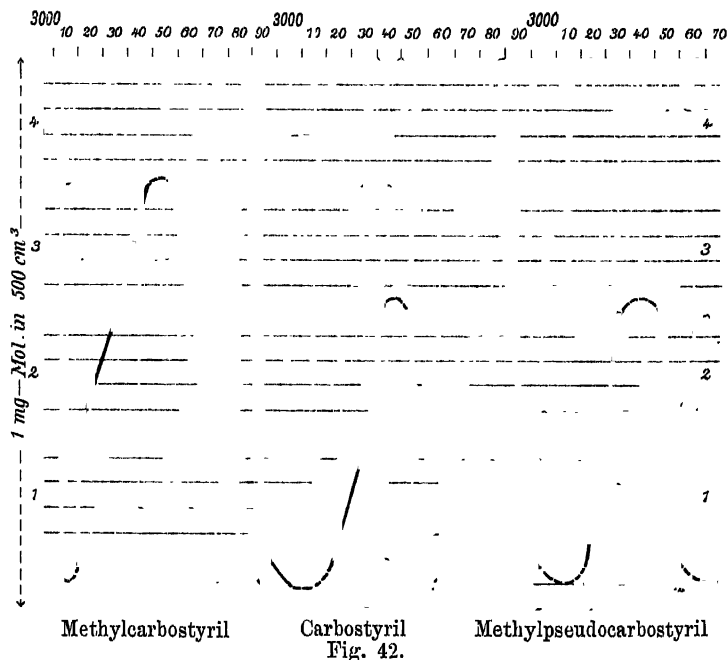 3000 3000 3000
10 20 30 40 50 60 70 80 90 11 20 30 40 50 60 70 80 90 10 20 30 40 50 60 70
4 4
3 3
2 2
1 1
1 mg—Mol. in 500 cm³
Methylcarbostyril Carbostyril Methylpseudocarbostyril
Fig. 42.